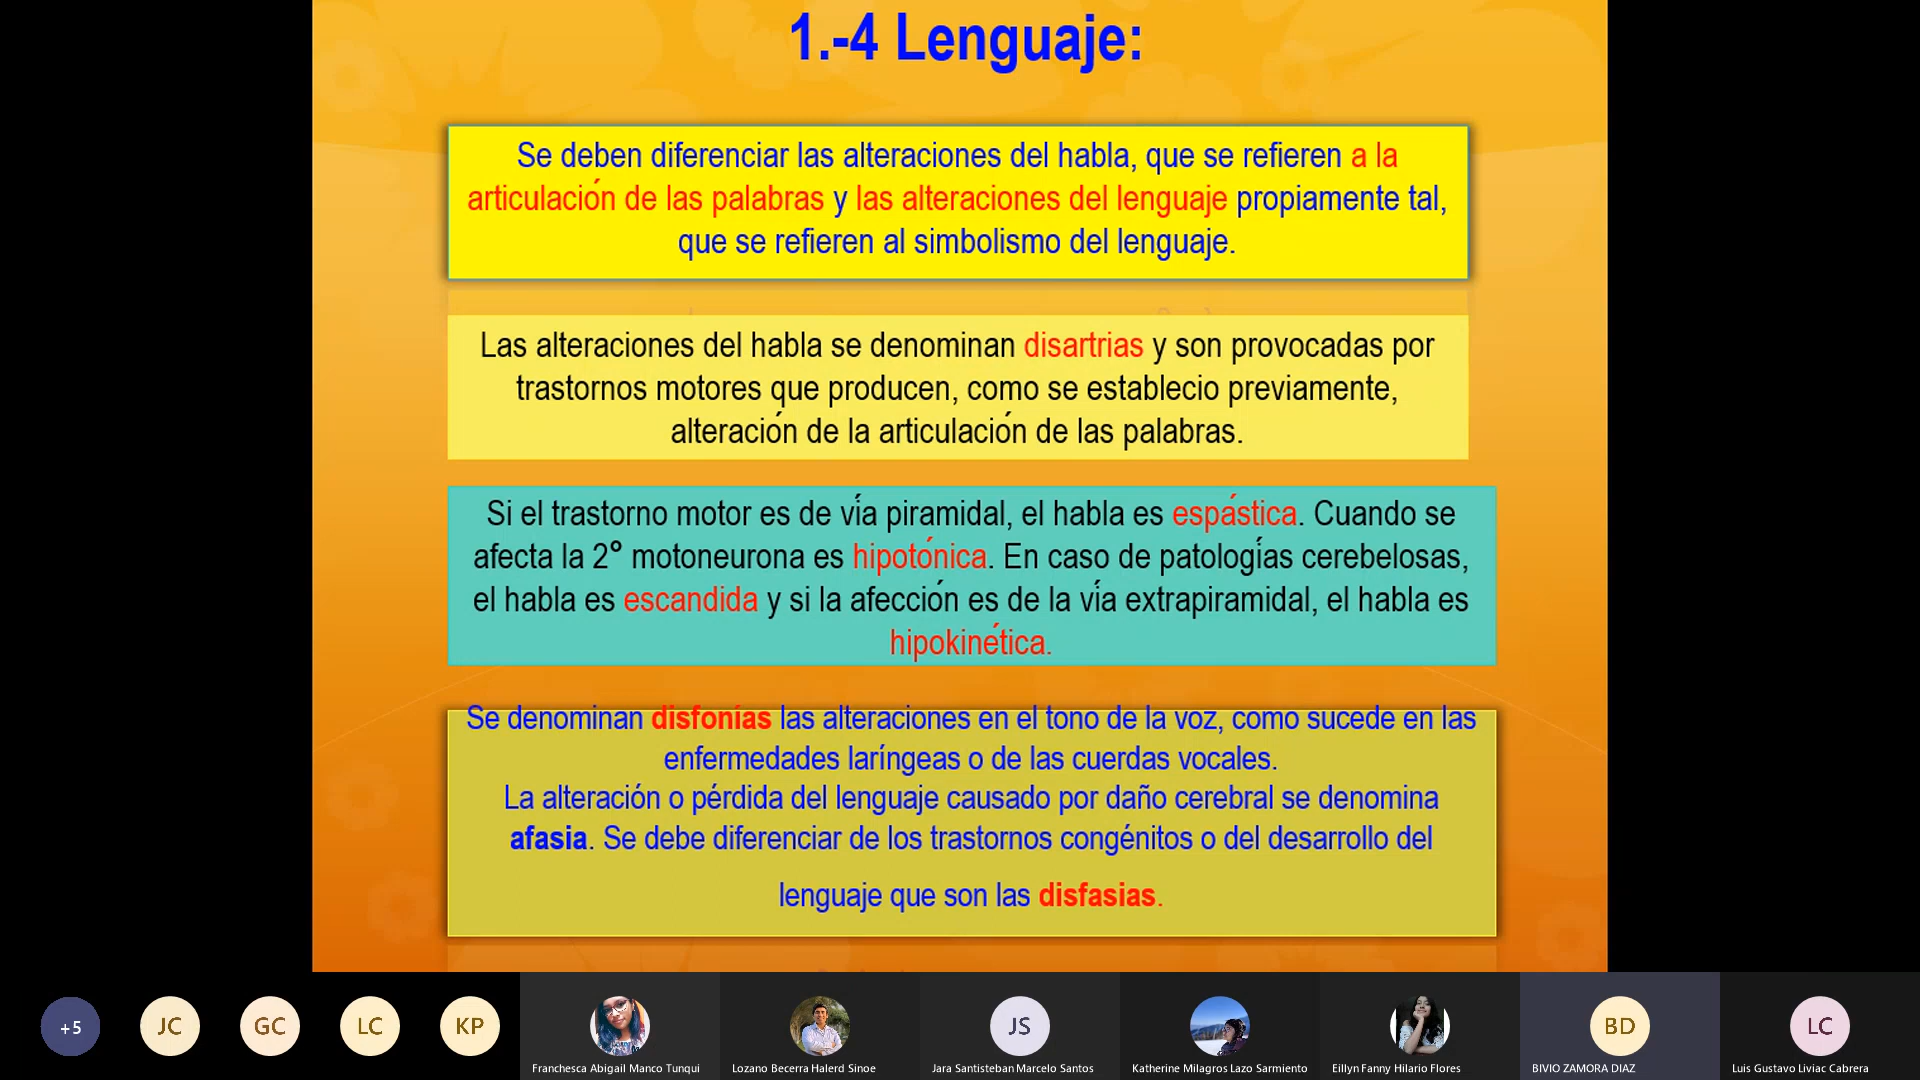 1.-4 Lenguaje:
Se deben diferenciar las alteraciones del habla, que se refieren a la
articulación de las palabras y las alteraciones del lenguaje propiamente tal,
que se refieren al simbolismo del lenguaje.
Las alteraciones del habla se denominan disartrias y son provocadas por
trastornos motores que producen, como se establecio previamente,
alteración de la articulación de las palabras.
Si el trastorno motor es de vía piramidal, el habla es espástica. Cuando se
afecta la 2° motoneurona es hipotónica. En caso de patologías cerebelosas,
el habla es escandida y si la afección es de la vía extrapiramidal, el habla es
hipokinética.
Se denominan disfonías las alteraciones en el tono de la voz, como sucede en las
enfermedades laríngeas o de las cuerdas vocales.
La alteración o pérdida del lenguaje causado por daño cerebral se denomina
afasia. Se debe diferenciar de los trastornos congénitos o del desarrollo del
lenguaje que son las disfasias.
+5
JC
GC
LC
KP
JS
BD
LC
Franchesca Abigail Manco Tunqui
Lozano Becerra Halerd Sinoe
Jara Santisteban Marcelo Santos
Katherine Milagros Lazo Sarmiento
Eillyn Fanny Hilario Flores
BIVIO ZAMORA DIAZ
Luis Gustavo Liviac Cabrera